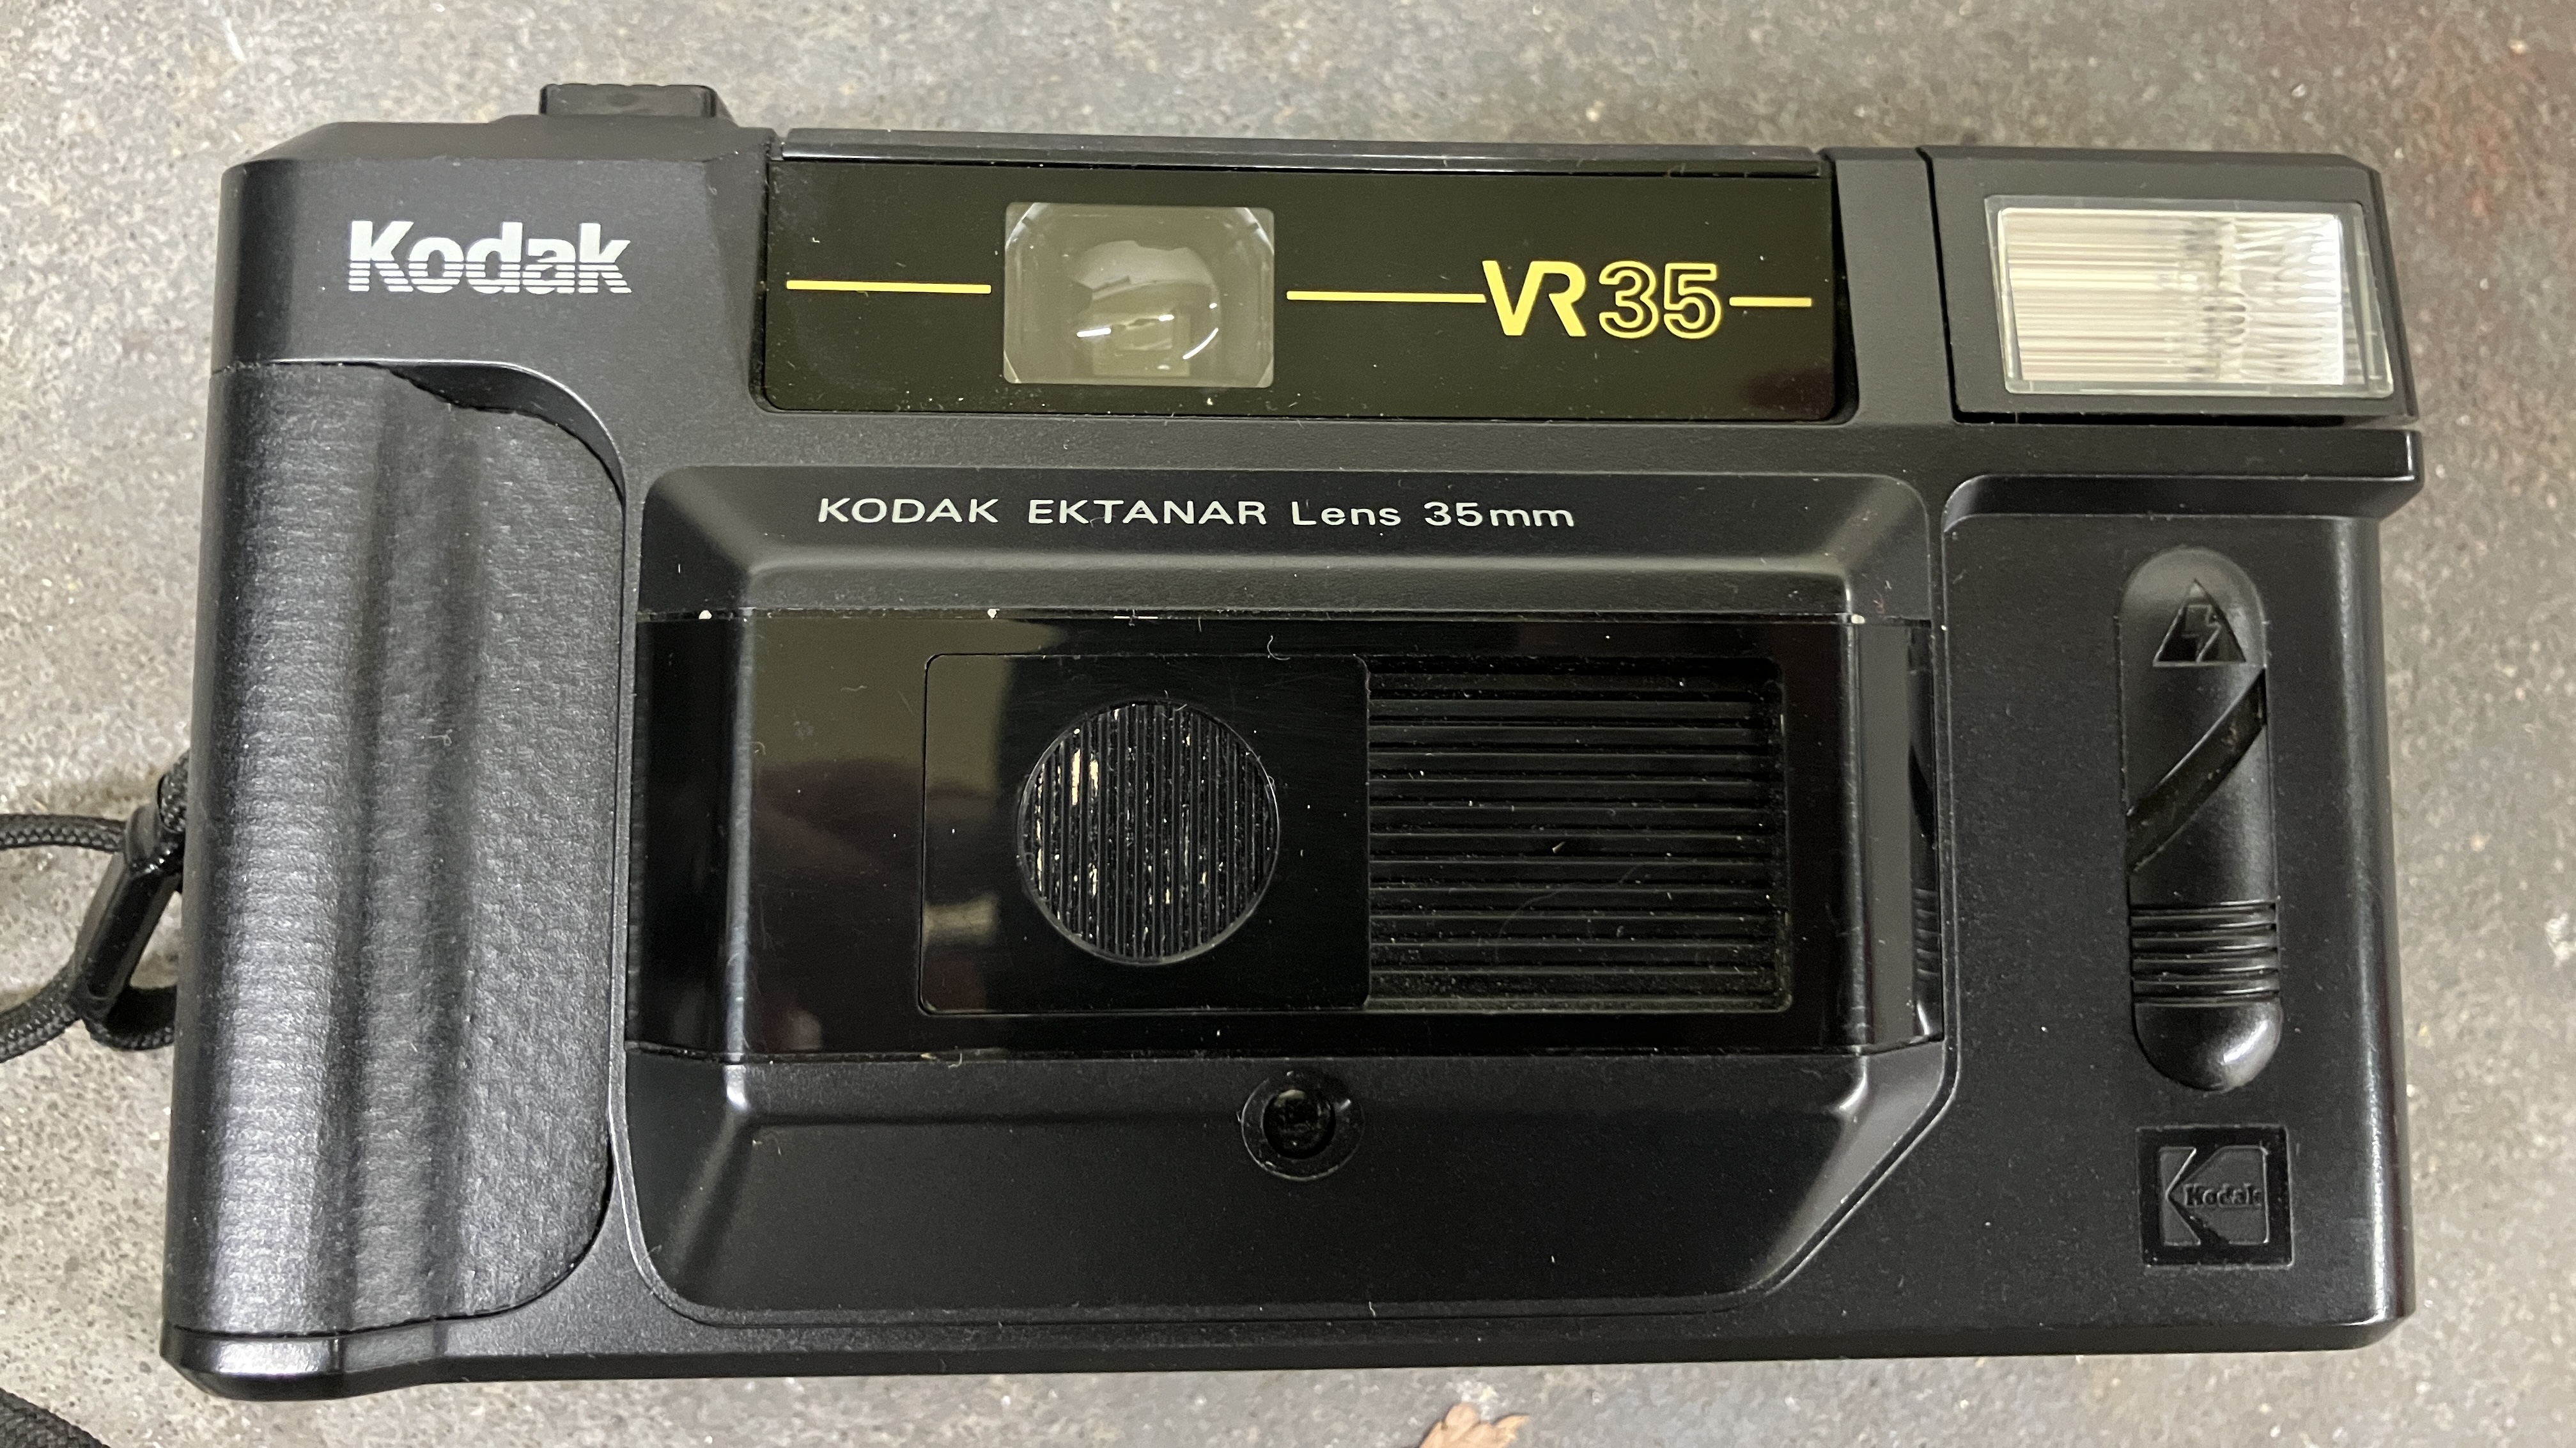 Kodak
VR35
KODAK EKTANAR Lens 35mm
Kodak